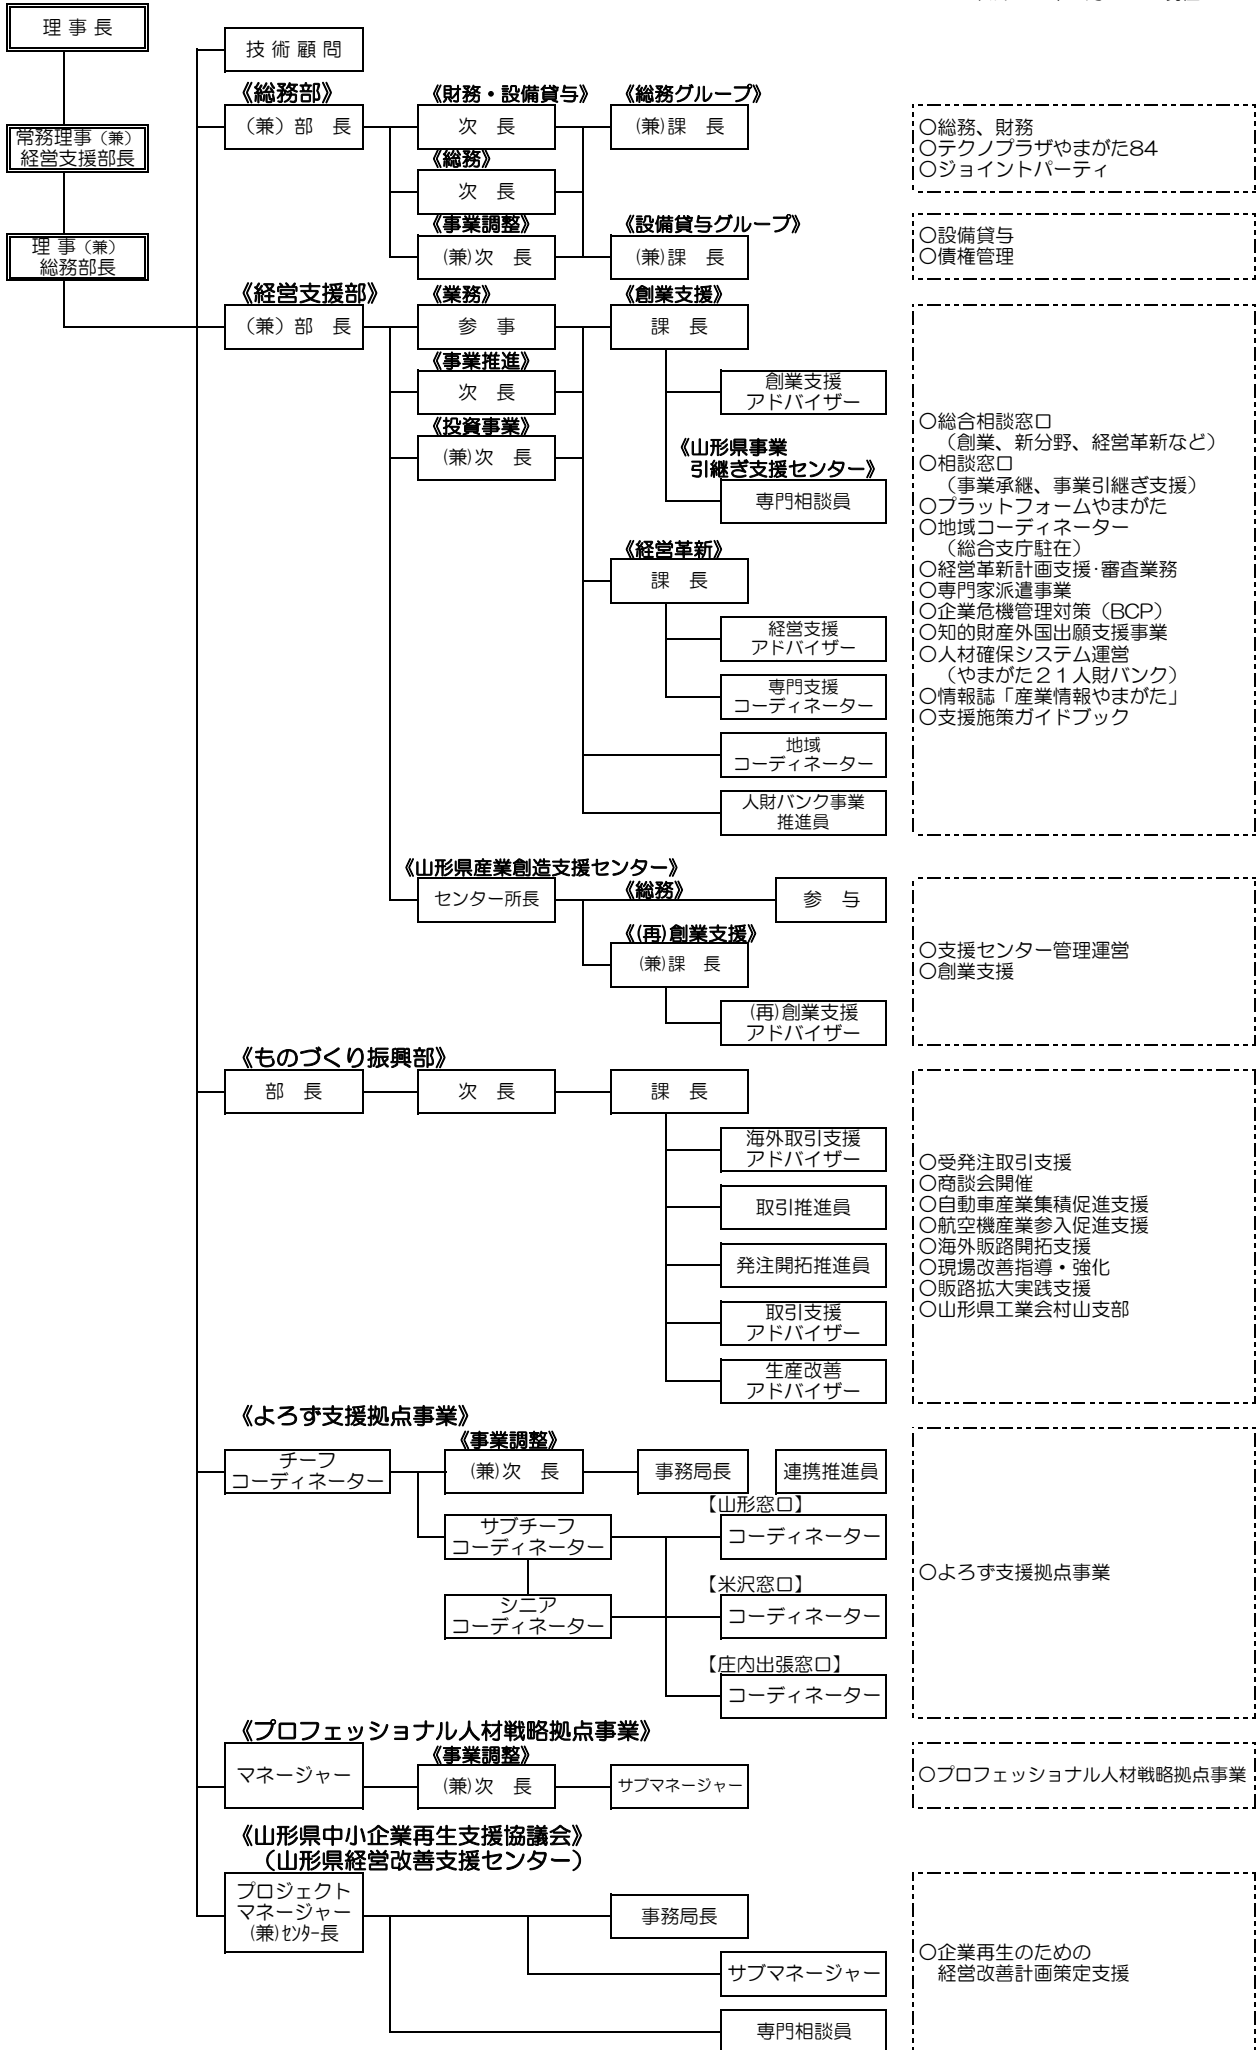 理 事 長
常務理事（兼）
経営支援部長
理 事（兼）
総務部長
技 術 顧 問
《総務部》
（兼）部　長
《財務・設備貸与》
次　長
《総務グループ》
(兼)課　長
《総務》
次　長
《事業調整》
(兼)次　長
《設備貸与グループ》
(兼)課　長
○総務、財務
○テクノプラザやまがた84
○ジョイントパーティ
○設備貸与
○債権管理
《経営支援部》
（兼）部　長
《業務》
参　事
《創業支援》
課　長
《事業推進》
次　長
創業支援
アドバイザー
《投資事業》
(兼)次　長
《山形県事業
引継ぎ支援センター》
専門相談員
《経営革新》
課　長
経営支援
アドバイザー
専門支援
コーディネーター
地域
コーディネーター
人財バンク事業
推進員
○総合相談窓口
（創業、新分野、経営革新など）
○相談窓口
（事業承継、事業引継ぎ支援）
○プラットフォームやまがた
○地域コーディネーター
（総合支庁駐在）
○経営革新計画支援･審査業務
○専門家派遣事業
○企業危機管理対策（BCP）
○知的財産外国出願支援事業
○人材確保システム運営
（やまがた２１人財バンク）
○情報誌「産業情報やまがた」
○支援施策ガイドブック
《山形県産業創造支援センター》
センター所長
《総務》
参　与
《(再)創業支援》
(兼)課　長
(再)創業支援
アドバイザー
○支援センター管理運営
○創業支援
《ものづくり振興部》
部　長
次　長
課　長
海外取引支援
アドバイザー
取引推進員
発注開拓推進員
取引支援
アドバイザー
生産改善
アドバイザー
○受発注取引支援
○商談会開催
○自動車産業集積促進支援
○航空機産業参入促進支援
○海外販路開拓支援
○現場改善指導・強化
○販路拡大実践支援
○山形県工業会村山支部
《よろず支援拠点事業》
チーフ
コーディネーター
《事業調整》
(兼)次　長
事務局長
連携推進員
サブチーフ
コーディネーター
【山形窓口】
コーディネーター
シニア
コーディネーター
【米沢窓口】
コーディネーター
【庄内出張窓口】
コーディネーター
○よろず支援拠点事業
《プロフェッショナル人材戦略拠点事業》
マネージャー
《事業調整》
(兼)次　長
サブマネージャー
○プロフェッショナル人材戦略拠点事業
《山形県中小企業再生支援協議会》
（山形県経営改善支援センター）
プロジェクト
マネージャー
(兼)ｾﾝﾀｰ長
事務局長
サブマネージャー
専門相談員
○企業再生のための
経営改善計画策定支援